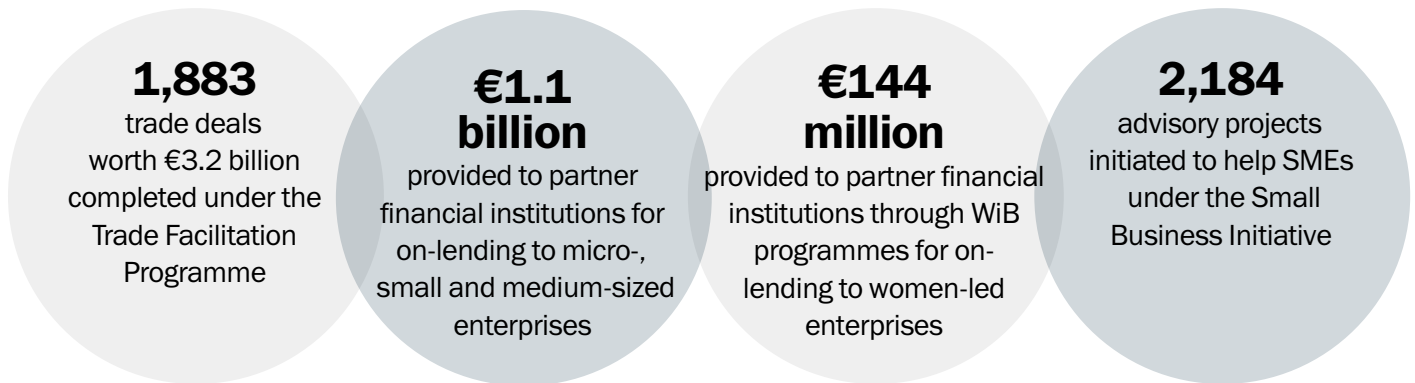 1,883
trade deals
worth €3.2 billion
completed under the
Trade Facilitation
Programme
€1.1
billion
provided to partner
financial institutions for
on-lending to micro-,
small and medium-sized
enterprises
€144
million
provided to partner financial
institutions through WiB
programmes for on-
lending to women-led
enterprises
2,184
advisory projects
initiated to help SMEs
under the Small
Business Initiative